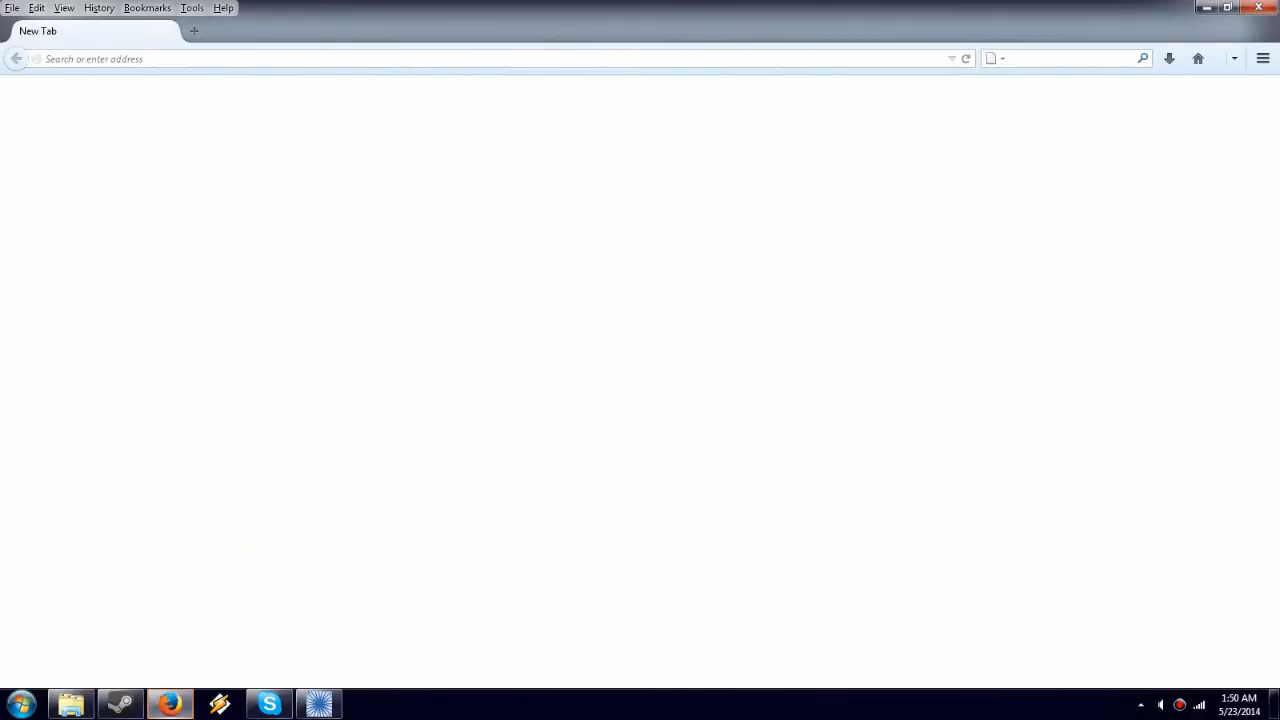 File Edit View History Bookmarks Tools Help
New Tab
Search or enter address
1:50 AM
5/23/2014